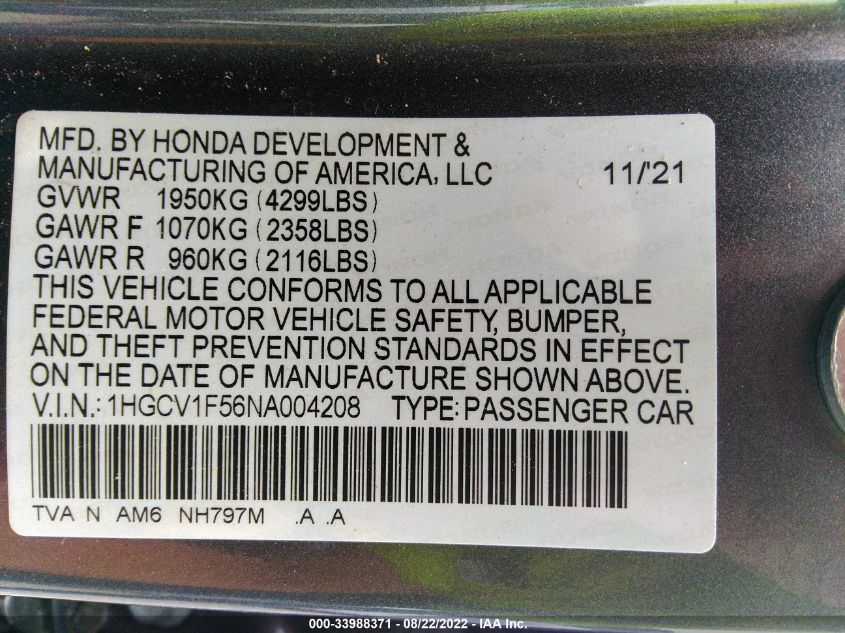 MFD. BY HONDA DEVELOPMENT &
MANUFACTURING OF AMERICA, LLC 11/'21
GVWR 1950KG (4299LBS)
GAWR F 1070KG (2358LBS)
GAWR R 960KG (2116LBS)
THIS VEHICLE CONFORMS TO ALL APPLICABLE
FEDERAL MOTOR VEHICLE SAFETY, BUMPER,
AND THEFT PREVENTION STANDARDS IN EFFECT
ON THE DATE OF MANUFACTURE SHOWN ABOVE.
V.I.N.: 1HGCV1F56NA004208 TYPE: PASSENGER CAR
TVA N AM6 NH797M .A .A
000-33988371 - 08/22/2022 - IAA Inc.